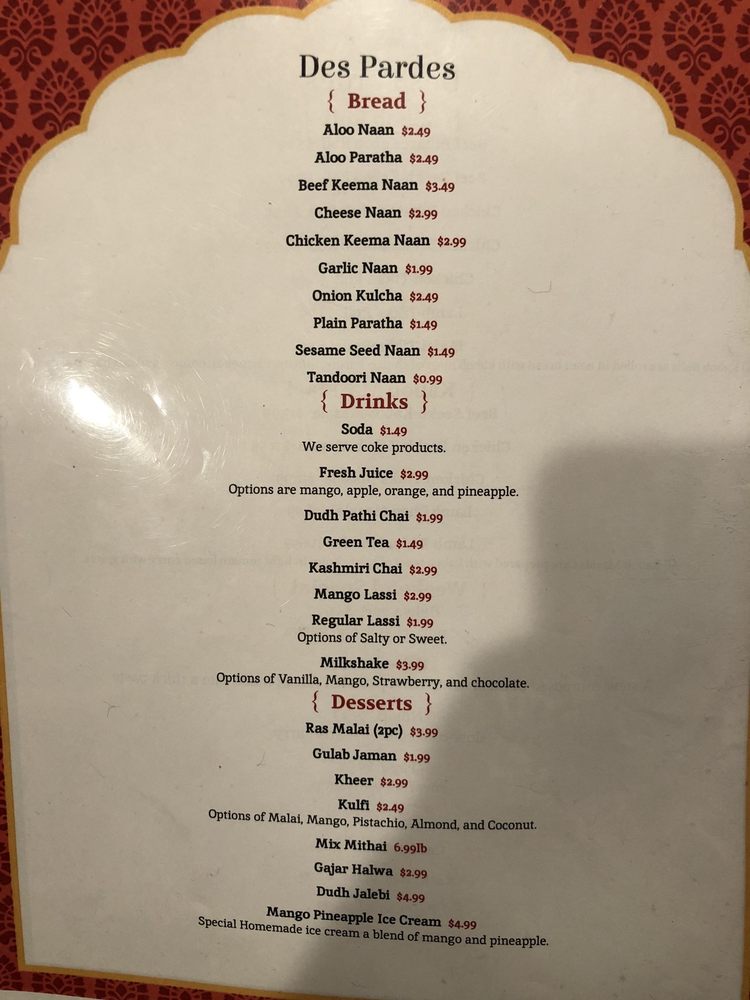 Des Pardes
{ Bread }
Aloo Naan $2.49
Aloo Paratha $2.49
Beef Keema Naan $3.49
Cheese Naan $2.99
Chicken Keema Naan $2.99
Garlic Naan $1.99
Onion Kulcha $2.49
Plain Paratha $1.49
Sesame Seed Naan $1.49
Tandoori Naan $0.99
{ Drinks }
Soda $1.49
We serve coke products.
Fresh Juice $2.99
Options are mango, apple, orange, and pineapple.
Dudh Pathi Chai $1.99
Green Tea $1.49
Kashmiri Chai $2.99
Mango Lassi $2.99
Regular Lassi $1.99
Options of Salty or Sweet.
Milkshake $3.99
Options of Vanilla, Mango, Strawberry, and chocolate.
{ Desserts }
Ras Malai (2pc) $3.99
Gulab Jaman $1.99
Kheer $2.99
Kulfi $2.49
Options of Malai, Mango, Pistachio, Almond, and Coconut.
Mix Mithai 6.99lb
Gajar Halwa $2.99
Dudh Jalebi $4.99
Mango Pineapple Ice Cream $4.99
Special Homemade ice cream a blend of mango and pineapple.